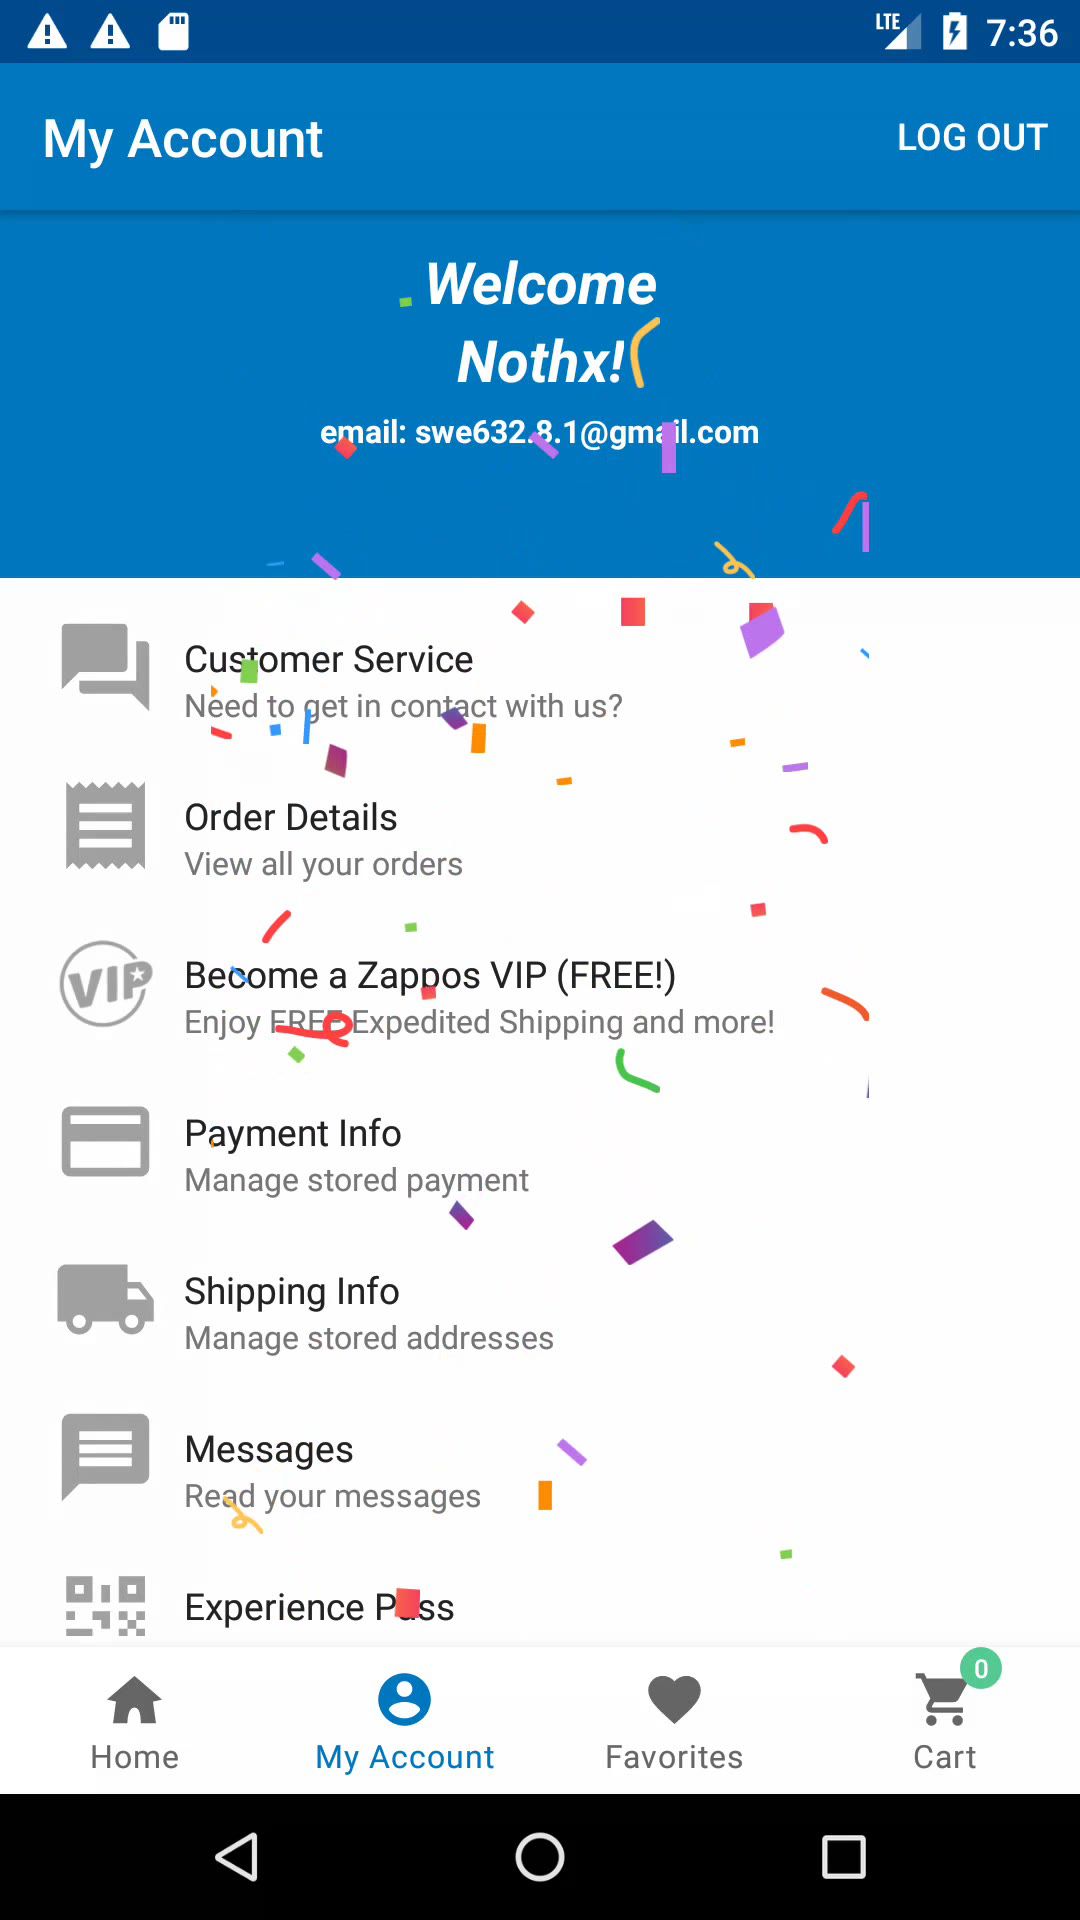 LTE 7:36
My Account LOG OUT
Welcome
Nothx!
email: swe632.8.1@gmail.com
Customer Service
Need to get in contact with us?
Order Details
View all your orders
VIP Become a Zappos VIP (FREE!)
Enjoy FREE Expedited Shipping and more!
Payment Info
Manage stored payment
Shipping Info
Manage stored addresses
Messages
Read your messages
Experience Pass
0
Home My Account Favorites Cart